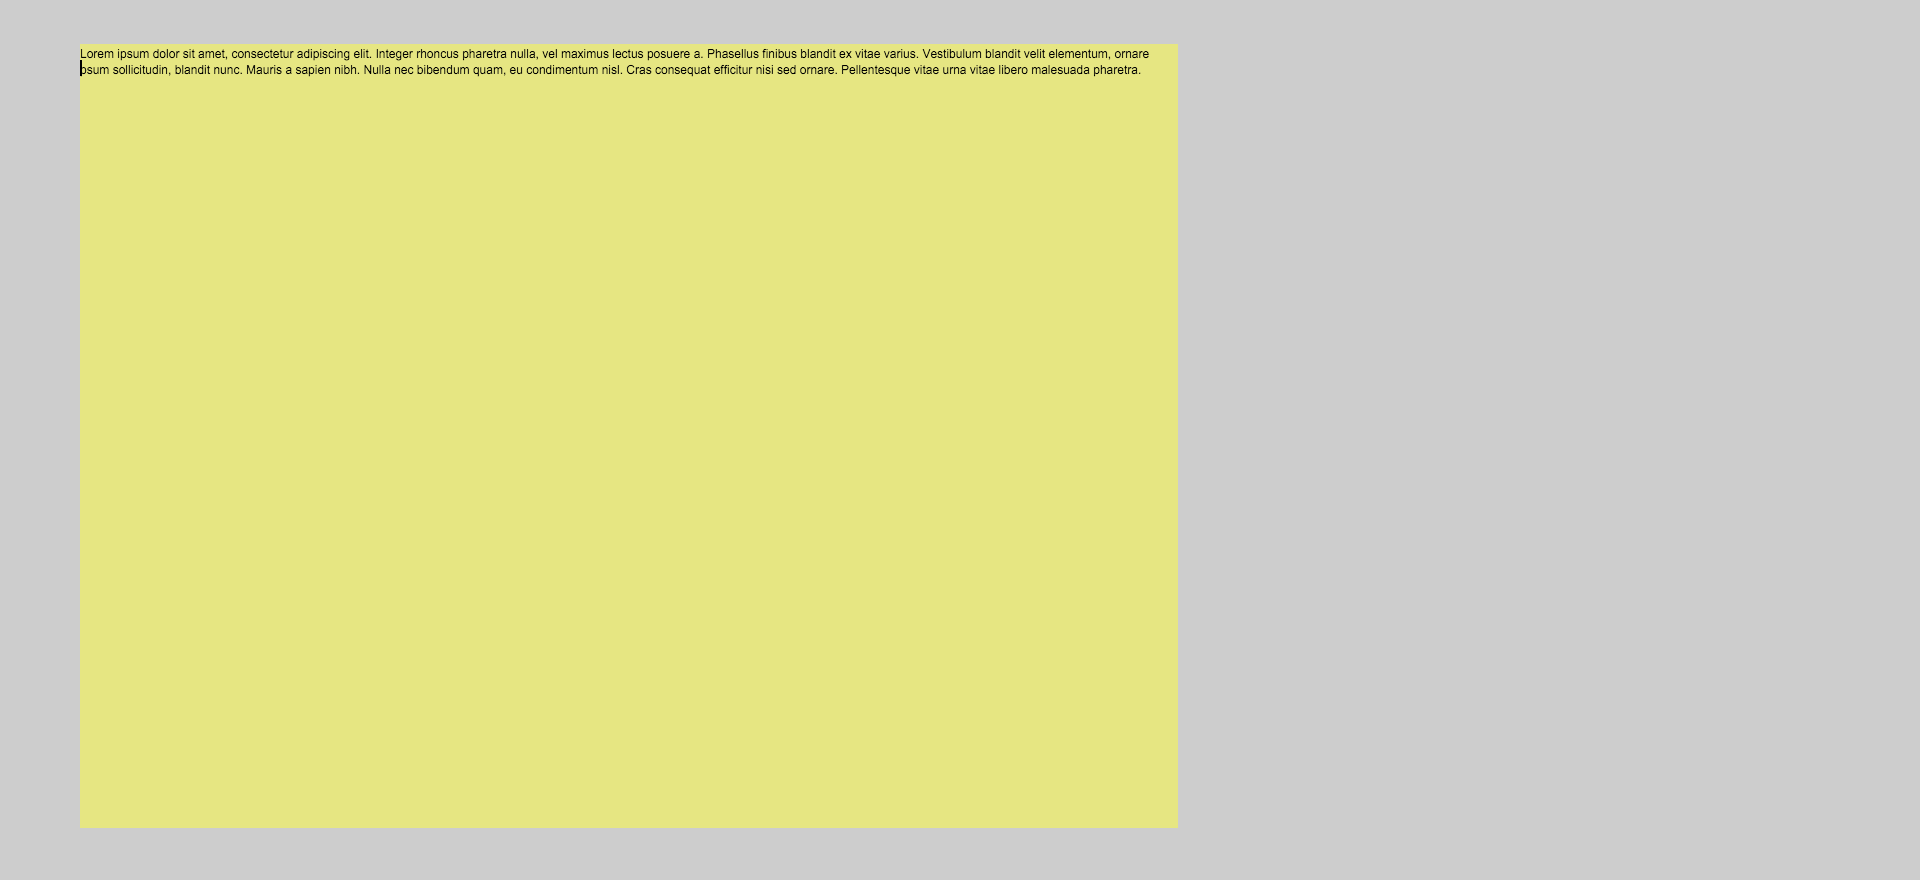 Lorem ipsum dolor sit amet, consectetur adipiscing elit. Integer rhoncus pharetra nulla, vel maximus lectus posuere a. Phasellus finibus blandit ex vitae varius. Vestibulum blandit velit elementum, ornare
psum sollicitudin, blandit nunc. Mauris a sapien nibh. Nulla nec bibendum quam, eu condimentum nisl. Cras consequat efficitur nisi sed ornare. Pellentesque vitae urna vitae libero malesuada pharetra.